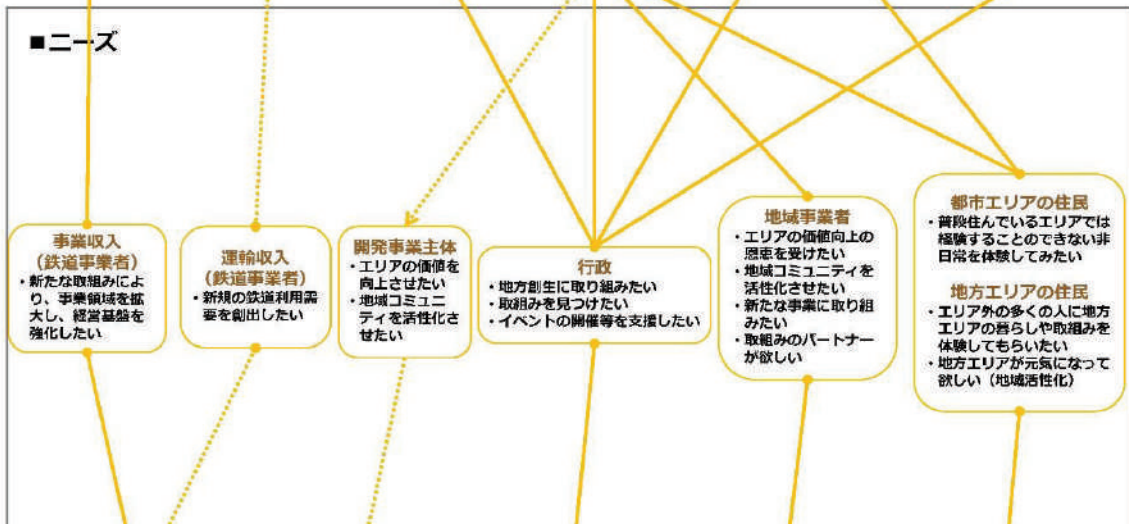 ■ニーズ
事業収入
（鉄道事業者）
・新たな取組みによ
り、事業領域を拡
大し、経営基盤を
強化したい
運輸収入
（鉄道事業者）
・新規の鉄道利用需
要を創出したい
開発事業主体
・エリアの価値を
向上させたい
・地域コミュニ
ティを活性化さ
せたい
行政
・地方創生に取り組みたい
・取組みを見つけたい
・イベントの開催等を支援したい
地域事業者
・エリアの価値向上の
恩恵を受けたい
・地域コミュニティを
活性化させたい
・新たな事業に取り組
みたい
・取組みのパートナー
が欲しい
都市エリアの住民
・普段住んでいるエリアでは
経験することのできない非
日常を体験してみたい
地方エリアの住民
・エリア外の多くの人に地方
エリアの暮らしや取組みを
体験してもらいたい
・地方エリアが元気になって
欲しい（地域活性化）